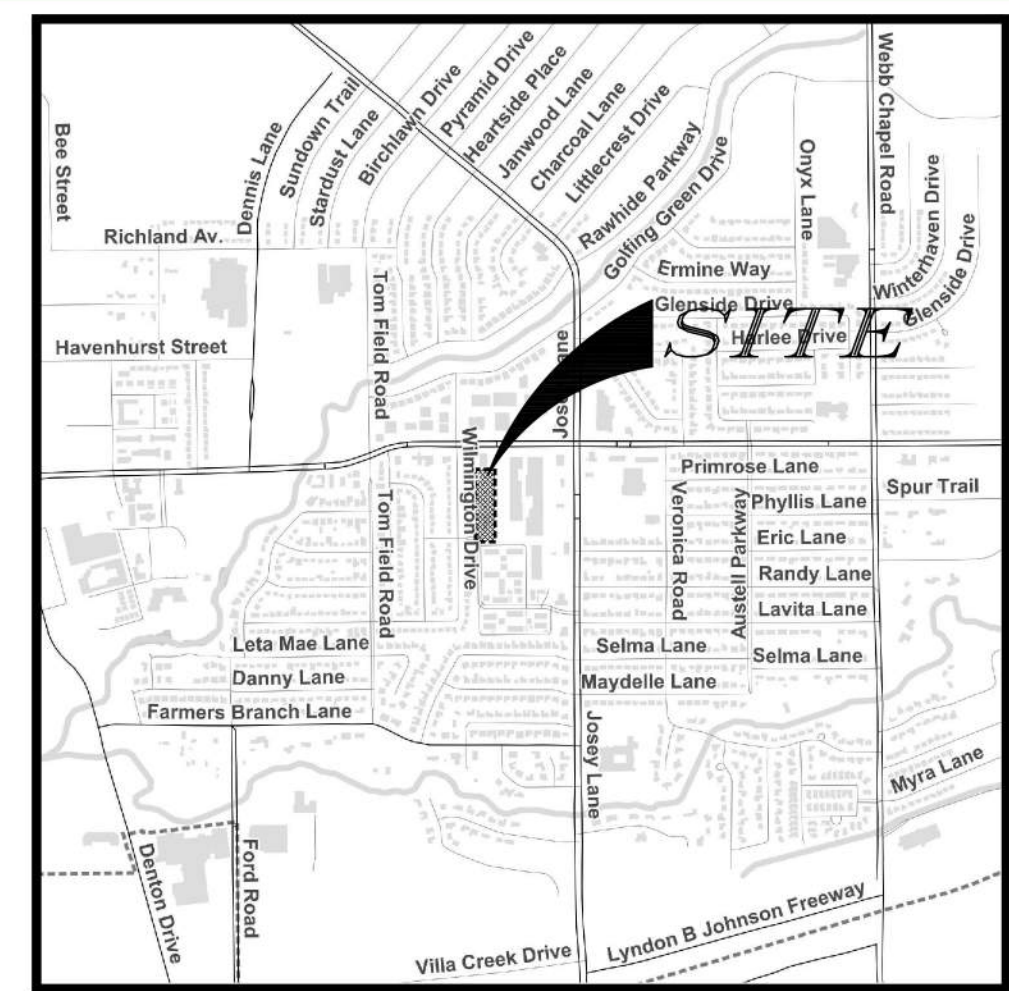 Bee Street
Dennis Lane
Sundown Trail
Stardust Lane
Birchlawn Drive
Pyramid Drive
Heartside Place
Janwood Lane
Charcoal Lane
Littlecrest Drive
Rawhide Parkway
Golfing Green Drive
Onyx Lane
Webb Chapel Road
Winterhaven Drive
Glenside Drive
Richland Av.
Ermine Way
Glenside Drive
Harlee Drive
SITE
Tom Field Road
Havenhurst Street
Wilmington Drive
Primrose Lane
Spur Trail
Phyllis Lane
Tom Field Road
Veronica Road
Austell Parkway
Eric Lane
Randy Lane
Lavita Lane
Leta Mae Lane
Selma Lane
Selma Lane
Danny Lane
Maydelle Lane
Farmers Branch Lane
Josey Lane
Myra Lane
Denton Drive
Ford Road
Villa Creek Drive
Lyndon B Johnson Freeway